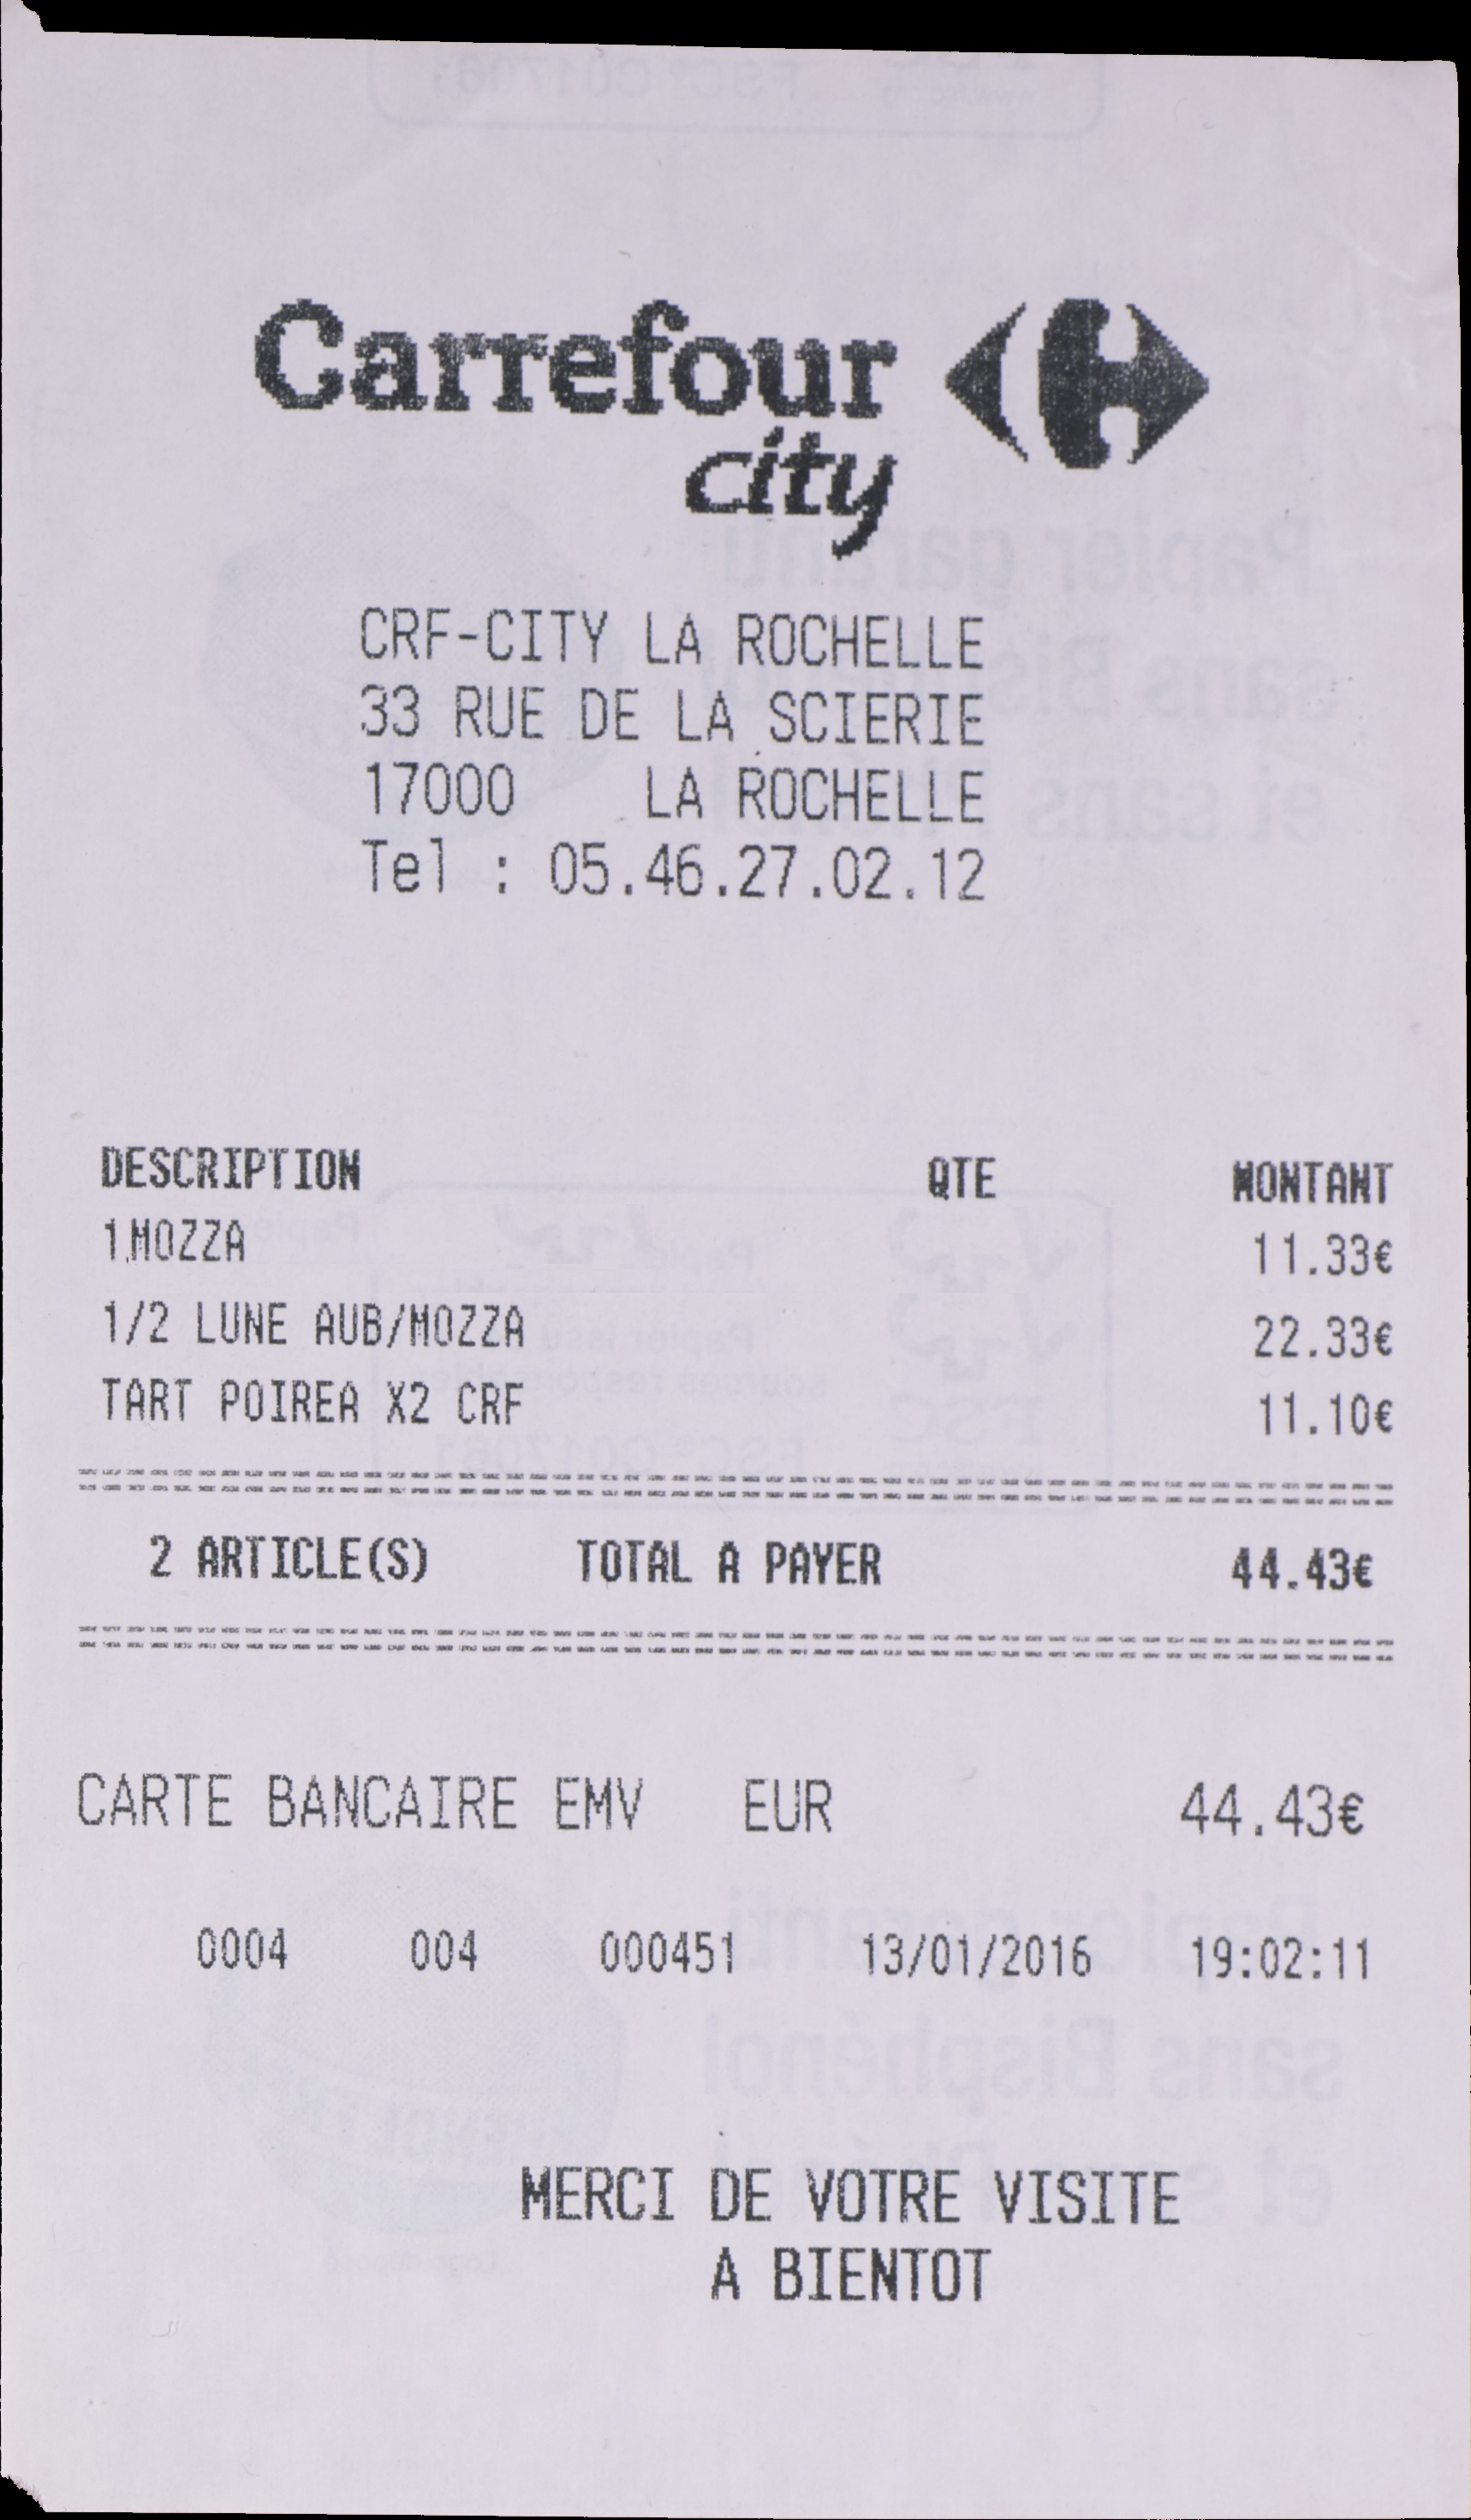 Carrefour
city
CRF-CITY LA ROCHELLE
33 RUE DE LA SCIERIE
17000 LA ROCHELLE
Tel : 05.46.27.02.12
DESCRIPTION QTE MONTANT
1 MOZZA 11.33€
1/2 LUNE AUB/MOZZA 22.33€
TART POIREA X2 CRF 11.10€
2 ARTICLE(S) TOTAL A PAYER 44.43€
CARTE BANCAIRE EMV EUR 44.43€
0004 004 000451 13/01/2016 19:02:11
MERCI DE VOTRE VISITE
A BIENTOT